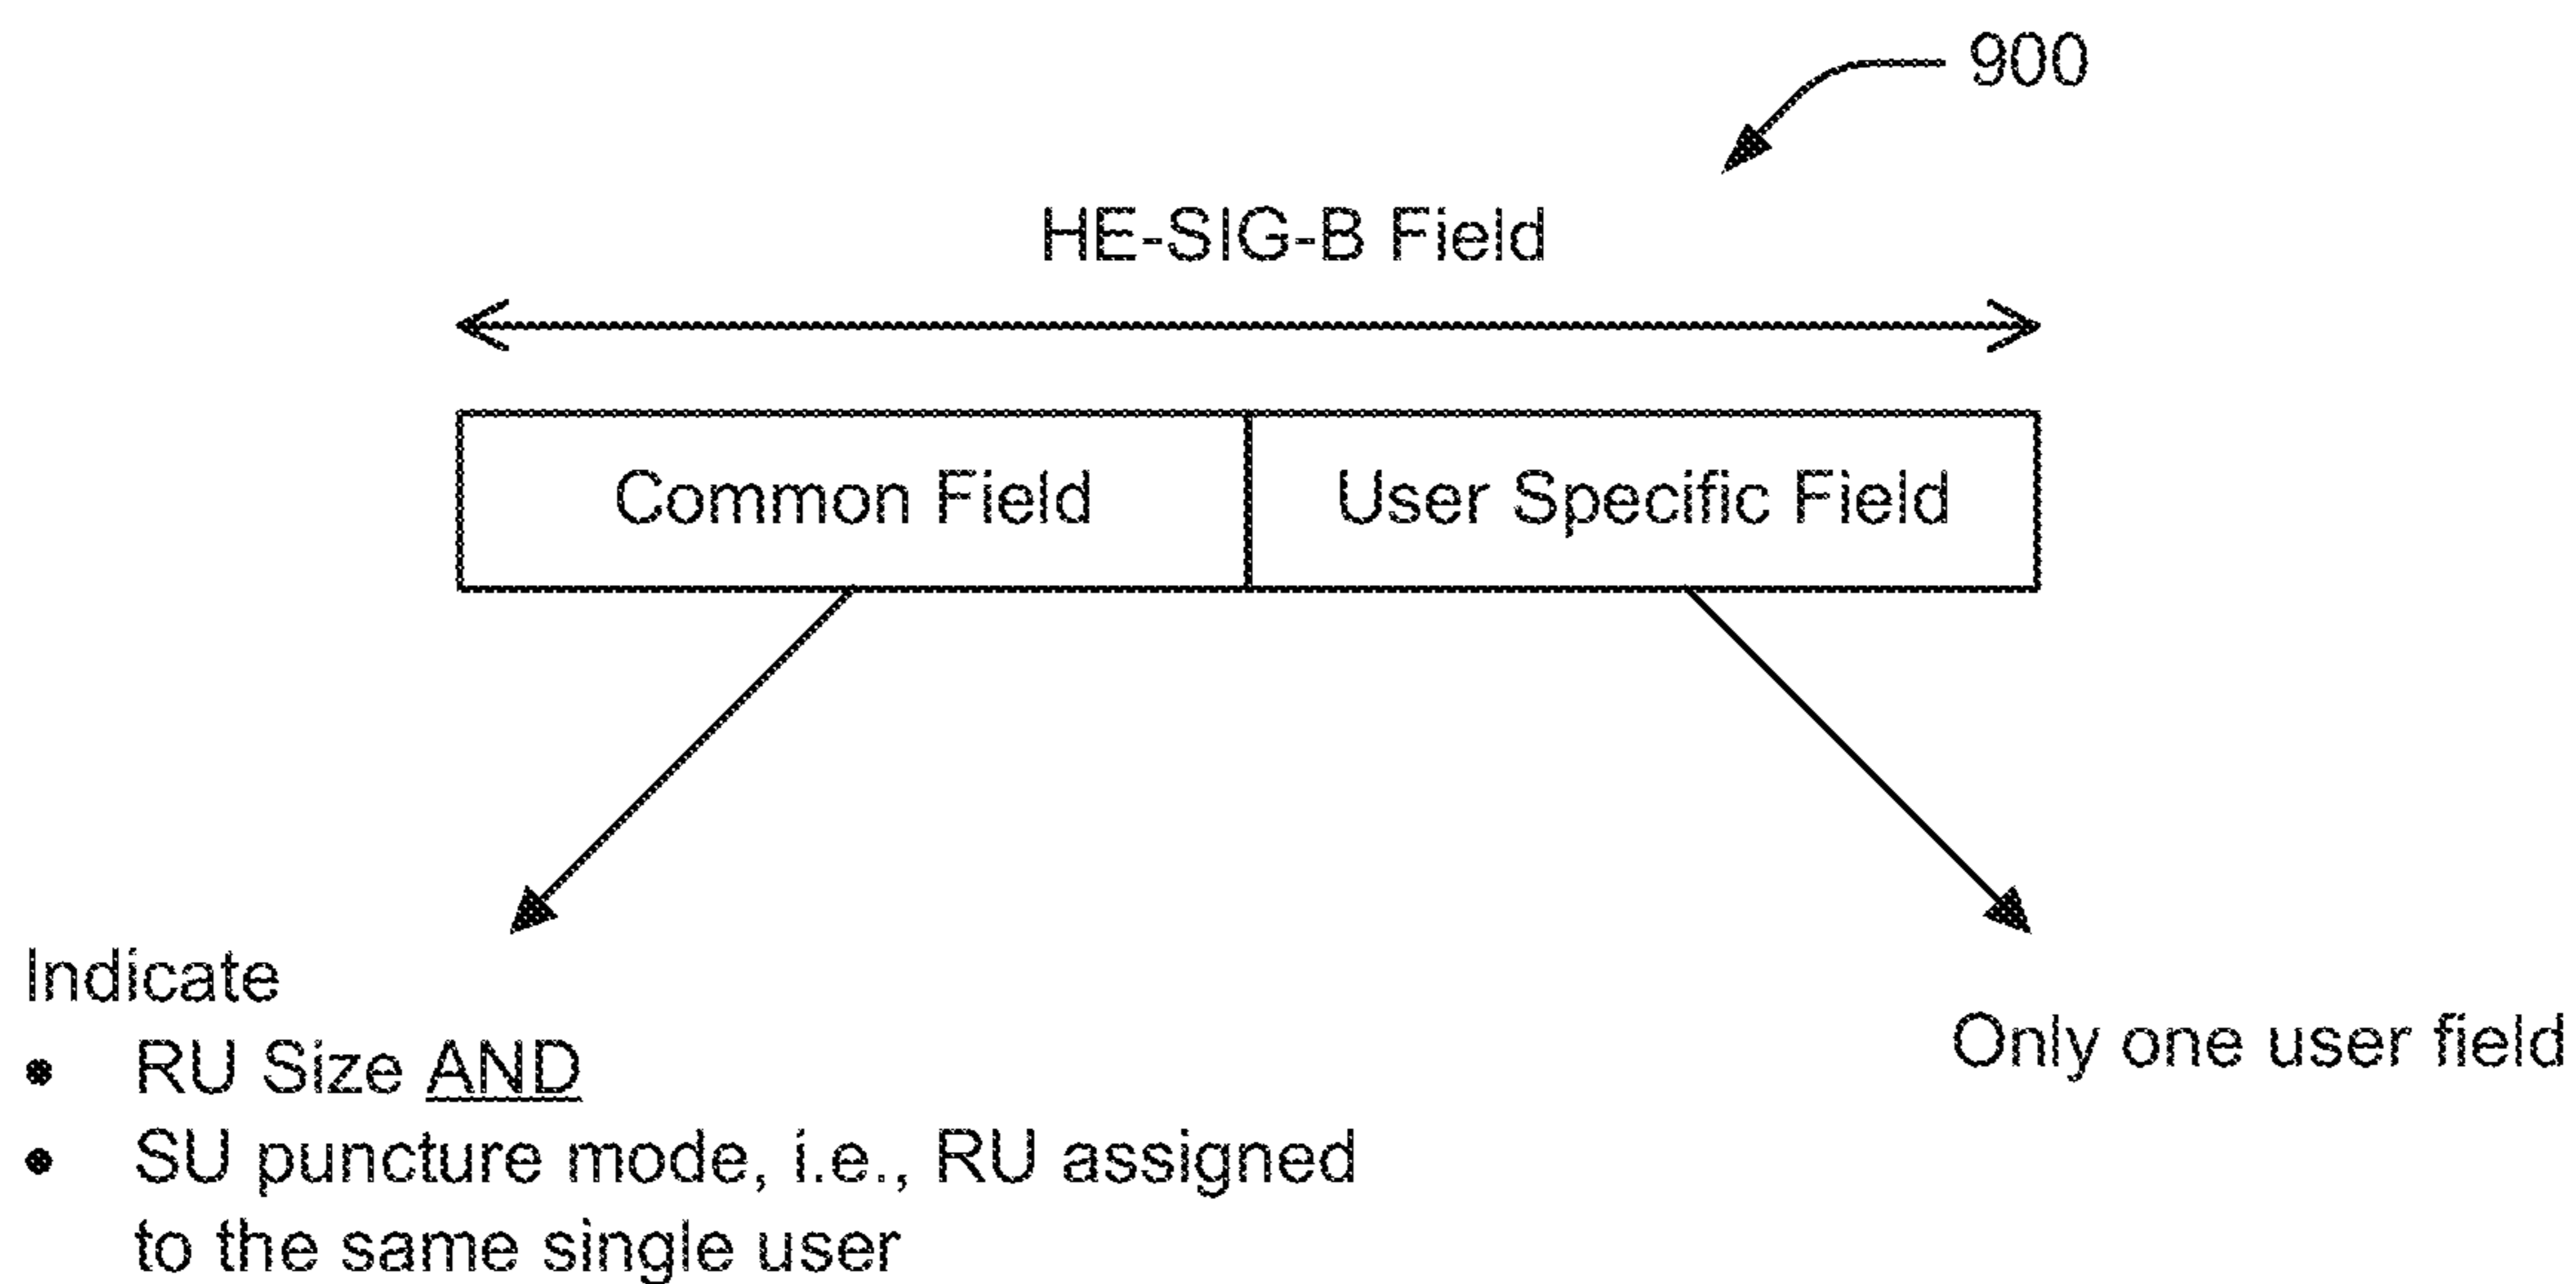 900
HE-SIG-B Field
Common Field
User Specific Field
Indicate
• RU Size AND
• SU puncture mode, i.e., RU assigned
to the same single user
Only one user field